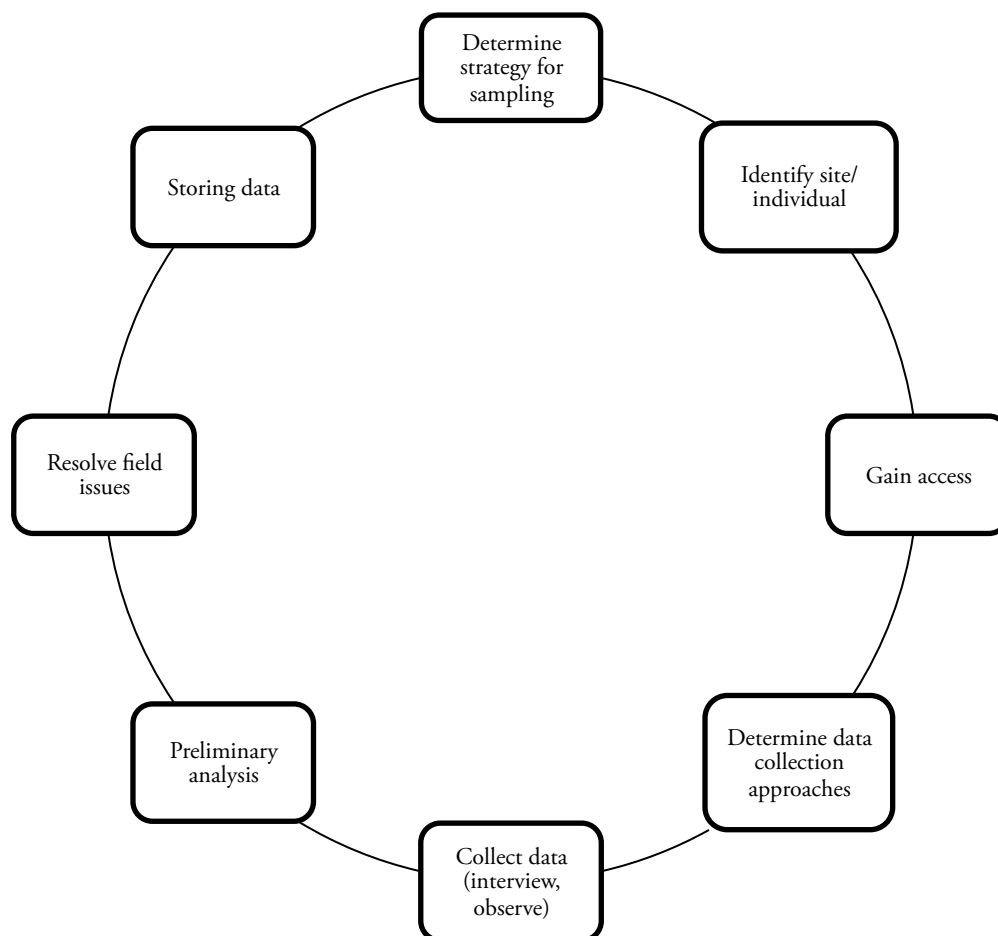 Determine
strategy for
sampling
Identify site/
individual
Gain access
Determine data
collection
approaches
Collect data
(interview,
observe)
Preliminary
analysis
Resolve field
issues
Storing data